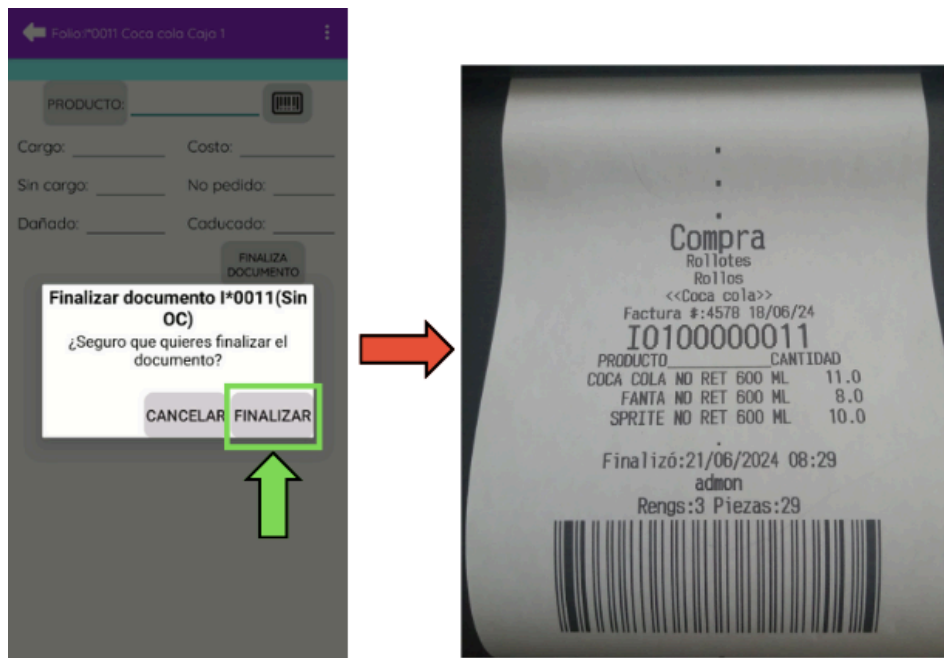 Folio:I*0011 Coca cola Caja 1
PRODUCTO:
Cargo:
Costo:
Sin cargo:
No pedido:
Dañado:
Caducado:
FINALIZA
DOCUMENTO
Finalizar documento I*0011(Sin
OC)
¿Seguro que quieres finalizar el
documento?
CANCELAR
FINALIZAR
Compra
Rollotes
Rollos
<<Coca cola>>
Factura #:4578 18/06/24
I0100000011
PRODUCTO____________CANTIDAD
COCA COLA NO RET 600 ML 11.0
FANTA NO RET 600 ML 8.0
SPRITE NO RET 600 ML 10.0
Finalizó:21/06/2024 08:29
admon
Rengs:3 Piezas:29